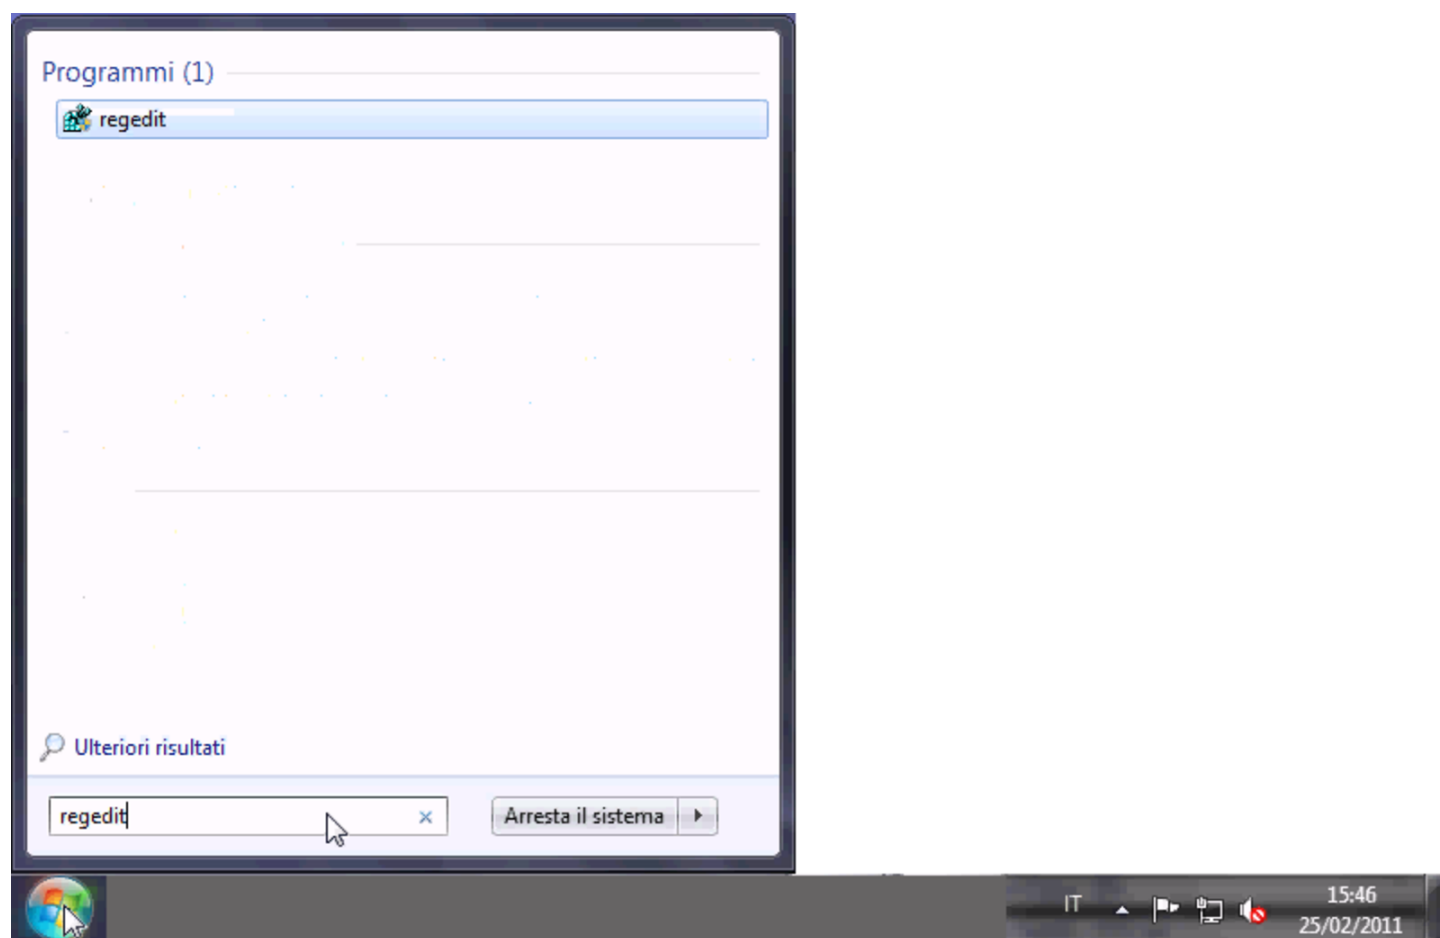 Programmi (1)
regedit
Ulteriori risultati
regedit
Arresta il sistema
IT
15:46
25/02/2011